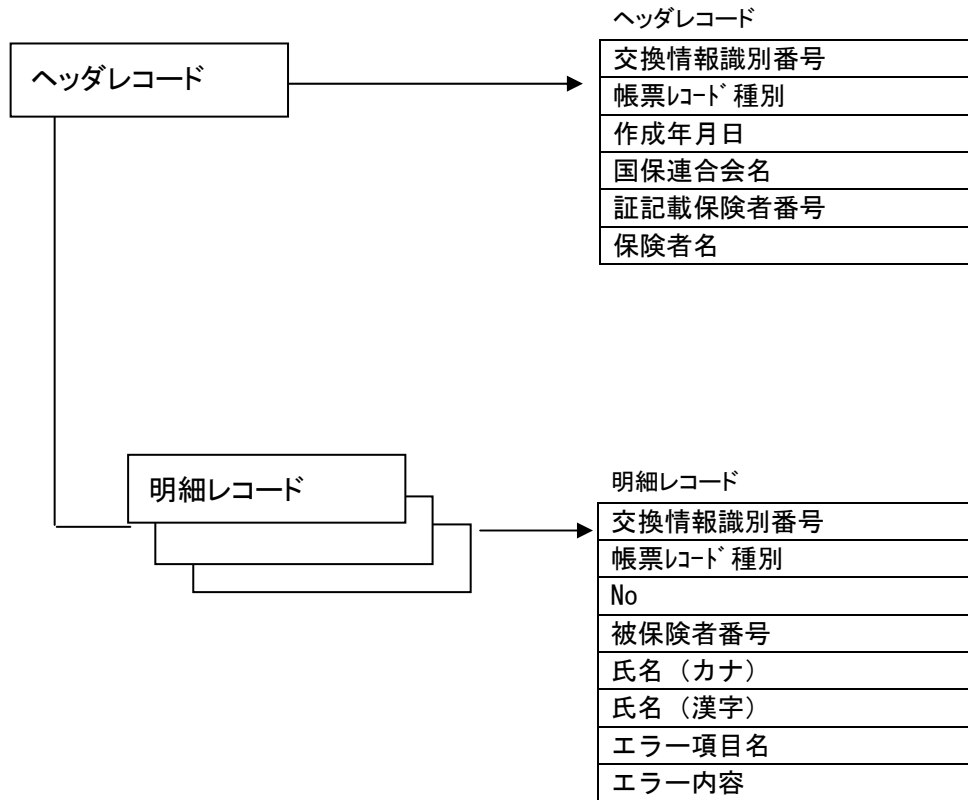 ヘッダレコード
ヘッダレコード
交換情報識別番号
帳票ﾚｺｰﾄﾞ種別
作成年月日
国保連合会名
証記載保険者番号
保険者名
明細レコード
明細レコード
交換情報識別番号
帳票ﾚｺｰﾄﾞ種別
No
被保険者番号
氏名（カナ）
氏名（漢字）
エラー項目名
エラー内容